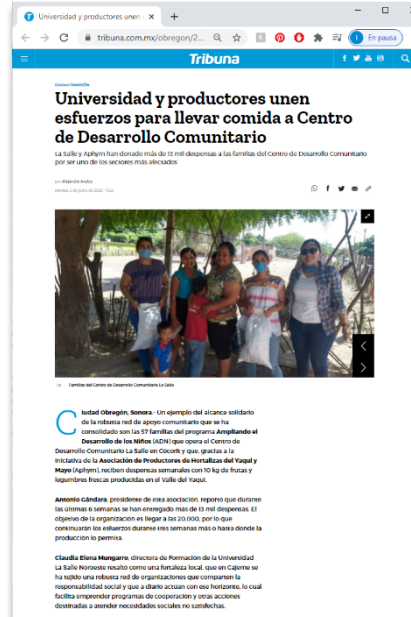 Universidad y productores unen
tribuna.com.mx/obregon/2...
En pausa
Tribuna
Universidad y productores unen
esfuerzos para llevar comida a Centro
de Desarrollo Comunitario
La Salle y Aphym han donado más de 13 mil despensas a las familias del Centro de Desarrollo Comunitario
por ser uno de los sectores más afectados
por Alejandra
martes, 2 de junio de 2020
Familias del Centro de Desarrollo Comunitario La Salle
Ciudad Obregón, Sonora.- Un ejemplo del alcance solidario
de la robusta red de apoyo comunitario que se ha
consolidado son las 57 familias del programa Ampliando el
Desarrollo de los Niños (ADN) que opera el Centro de
Desarrollo Comunitario La Salle en Cócorit y que, gracias a la
iniciativa de la Asociación de Productores de Hortalizas del Yaqui y
Mayo (Aphym), reciben despensas semanales con 10 kg de frutas y
legumbres frescas producidas en el Valle del Yaqui.
Antonio Gándara, presidente de esta asociación, reportó que durante
las últimas 6 semanas se han entregado más de 13 mil despensas. El
objetivo de la organización es llegar a las 20,000, por lo que
continuarán los esfuerzos durante tres semanas más o hasta donde la
producción lo permita.
Claudia Elena Mungarro, directora de Formación de la Universidad
La Salle Noroeste resaltó como una fortaleza local, que en Cajeme se
ha tejido una robusta red de organizaciones que comparten la
responsabilidad social y que a diario actúan con ese horizonte, lo cual
facilita emprender programas de cooperación y otras acciones
destinadas a atender necesidades sociales no satisfechas.